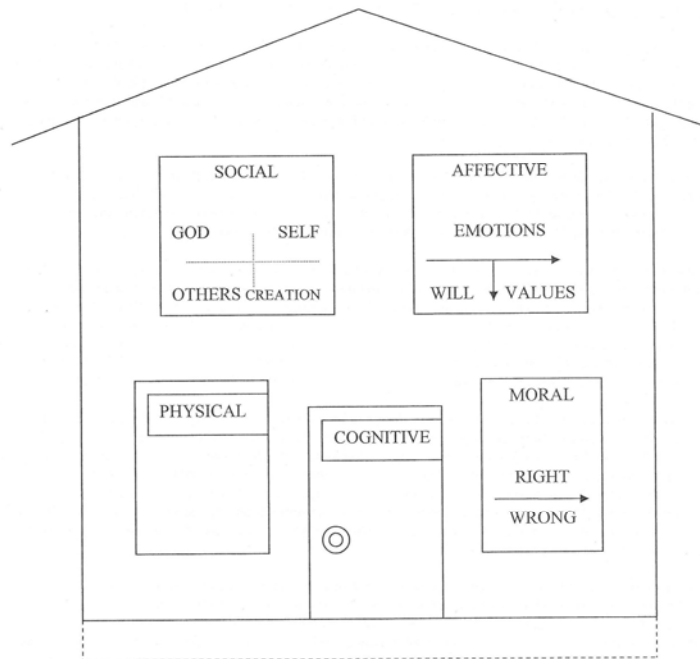 SOCIAL
GOD SELF
OTHERS CREATION
AFFECTIVE
EMOTIONS
WILL VALUES
PHYSICAL
COGNITIVE
MORAL
RIGHT
WRONG